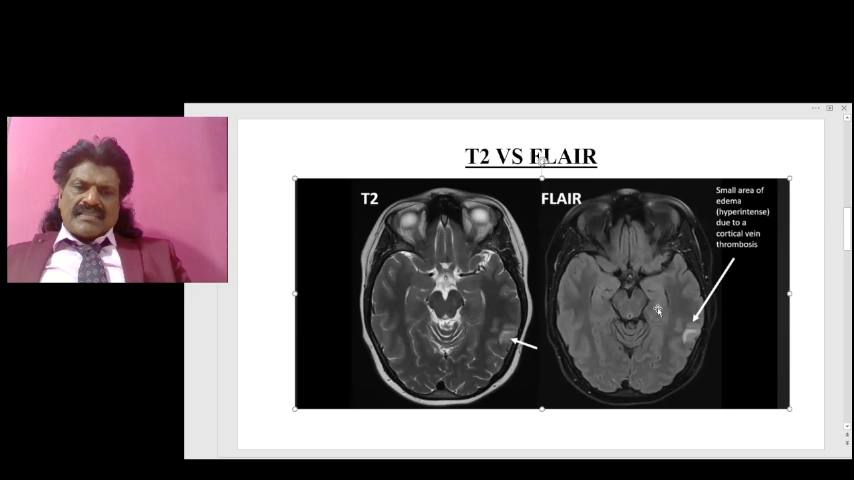 T2 VS FLAIR
T2
FLAIR
Small area of
edema
(hyperintense)
due to a
cortical vein
thrombosis